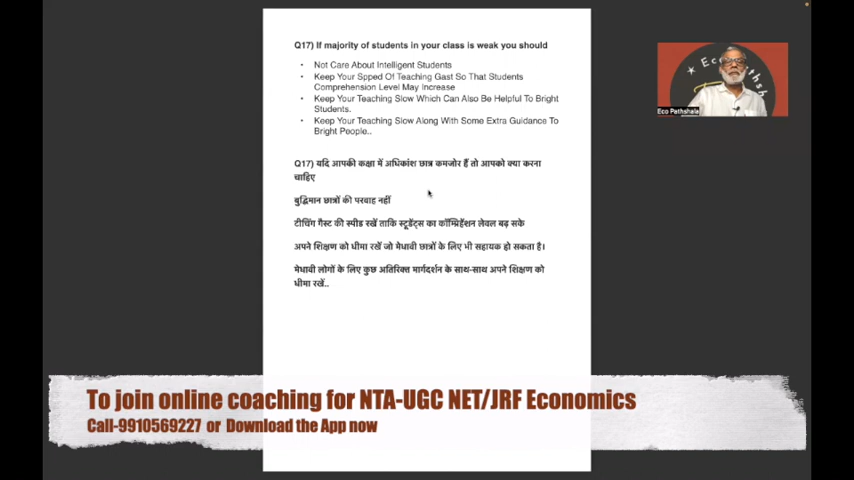 Q17) If majority of students in your class is weak you should
• Not Care About Intelligent Students
• Keep Your Spped Of Teaching Gast So That Students
Comprehension Level May Increase
• Keep Your Teaching Slow Which Can Also Be Helpful To Bright
Students.
• Keep Your Teaching Slow Along With Some Extra Guidance To
Bright People..
Q17) यदि आपकी कक्षा में अधिकांश छात्र कमजोर हैं तो आपको क्या करना
चाहिए
बुद्धिमान छात्रों की परवाह नहीं
टीचिंग गैस्ट की स्पीड रखें ताकि स्टूडेंट्स का कॉम्प्रिहेंशन लेवल बढ़ सके
अपने शिक्षण को धीमा रखें जो मेधावी छात्रों के लिए भी सहायक हो सकता है।
मेधावी लोगों के लिए कुछ अतिरिक्त मार्गदर्शन के साथ-साथ अपने शिक्षण को
धीमा रखें..
Eco Pathshala
To join online coaching for NTA-UGC NET/JRF Economics
Call-9910569227 or Download the App now